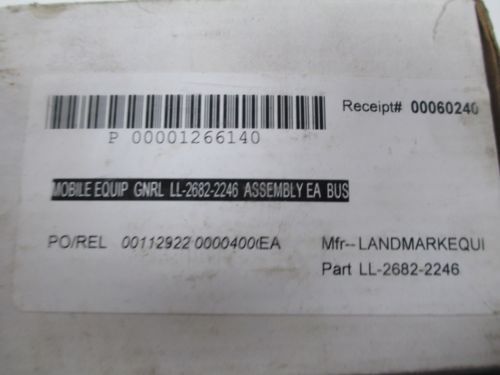 Receipt# 00060240
P 00001266140
MOBILE EQUIP GNRL LL-2682-2246 ASSEMBLY EA BUS
PO/REL 00112922 0000400 EA Mfr-- LANDMARKEQUI
Part LL-2682-2246